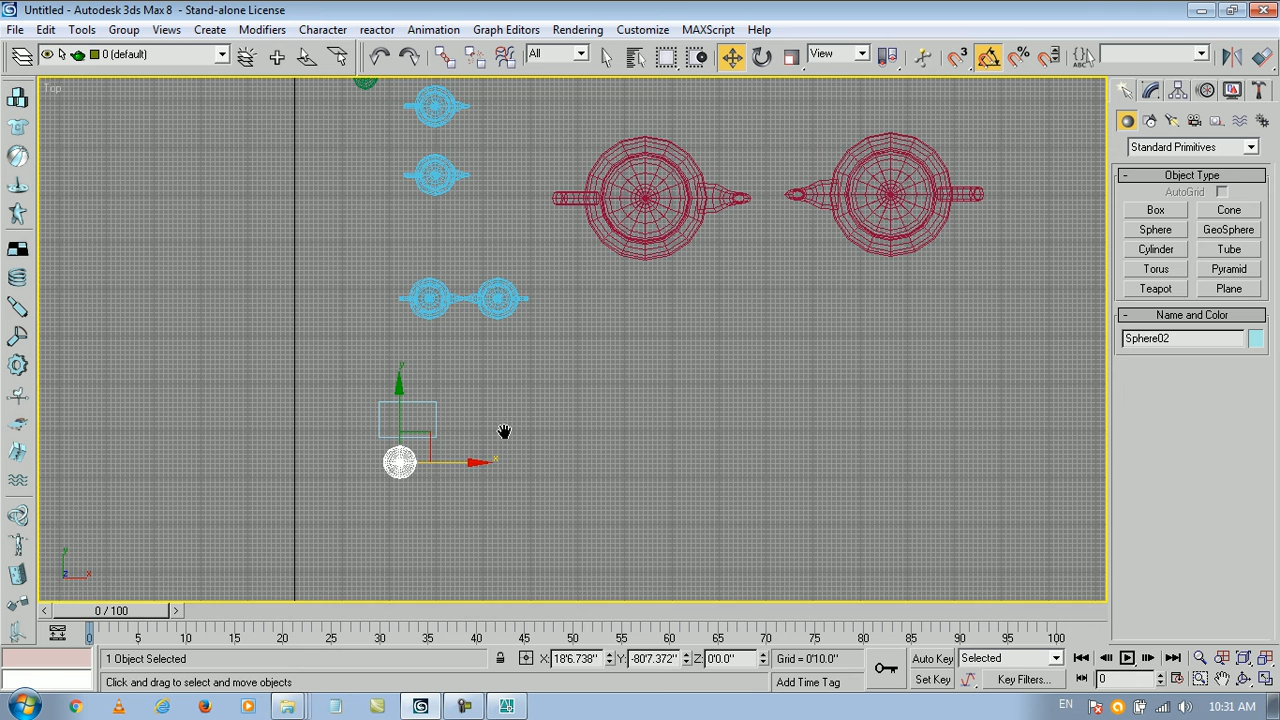 Untitled - Autodesk 3ds Max 8 - Stand-alone License
File Edit Tools Group Views Create Modifiers Character reactor Animation Graph Editors Rendering Customize MAXScript Help
0 (default) All View
Top
Standard Primitives
- Object Type
AutoGrid
Box Cone
Sphere GeoSphere
Cylinder Tube
Torus Pyramid
Teapot Plane
- Name and Color
Sphere02
y
x
y
z x
< 0 / 100 >
0 5 10 15 20 25 30 35 40 45 50 55 60 65 70 75 80 85 90 95 100
1 Object Selected X: 18'6.738" Y: -80'7.372" Z: 0'0.0" Grid = 0'10.0" Auto Key Selected
Click and drag to select and move objects Add Time Tag Set Key Key Filters... 0
EN 10:31 AM